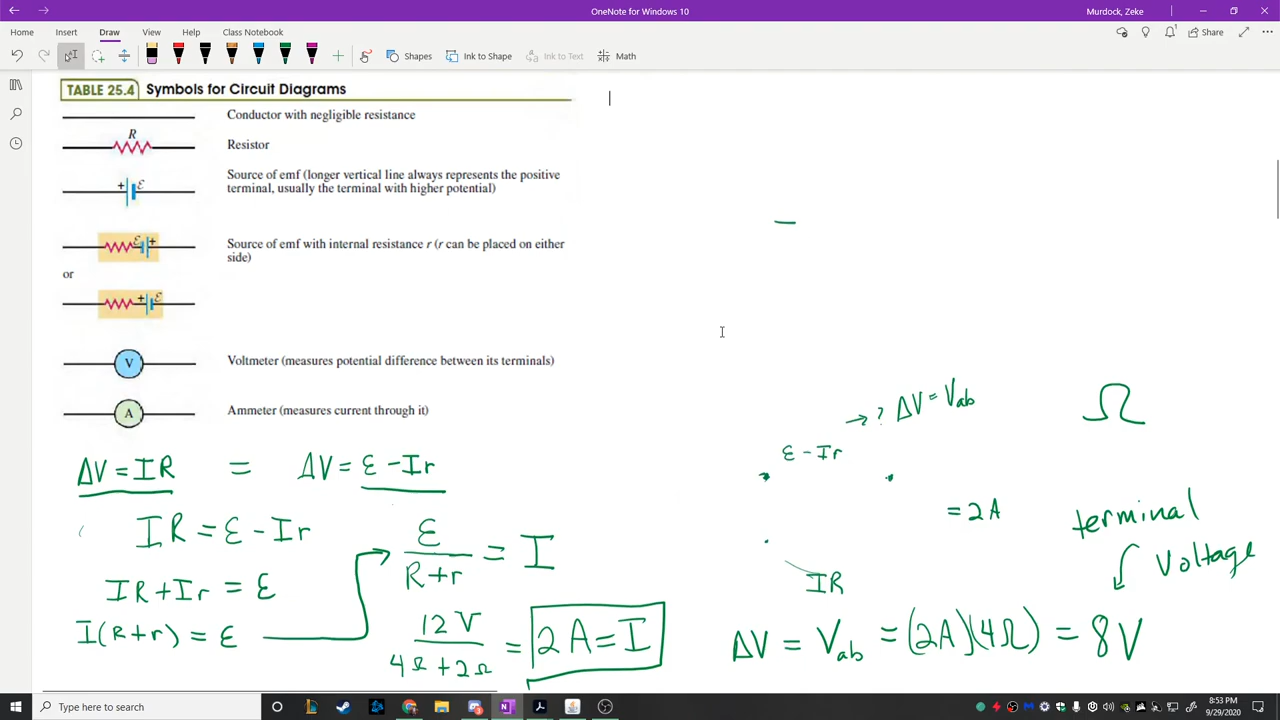 OneNote for Windows 10
Murdock, Zeke
Home Insert Draw View Help Class Notebook
Share
Shapes Ink to Shape Ink to Text Math
TABLE 25.4 Symbols for Circuit Diagrams
Conductor with negligible resistance
R
Resistor
Source of emf (longer vertical line always represents the positive
terminal, usually the terminal with higher potential)
+ ℰ
Source of emf with internal resistance r (r can be placed on either
side)
ℰ +
or
+ ℰ
V
Voltmeter (measures potential difference between its terminals)
A
Ammeter (measures current through it)
→ ? ΔV = Vab
Ω
ε - Ir
= 2A
terminal
Voltage
IR
ΔV = IR = ΔV = ε - Ir
IR = ε - Ir
IR + Ir = ε
I(R+r) = ε
ε / R+r = I
12V / 4Ω + 2Ω = 2A = I
ΔV = Vab = (2A)(4Ω) = 8V
Type here to search
8:53 PM
9/29/2020